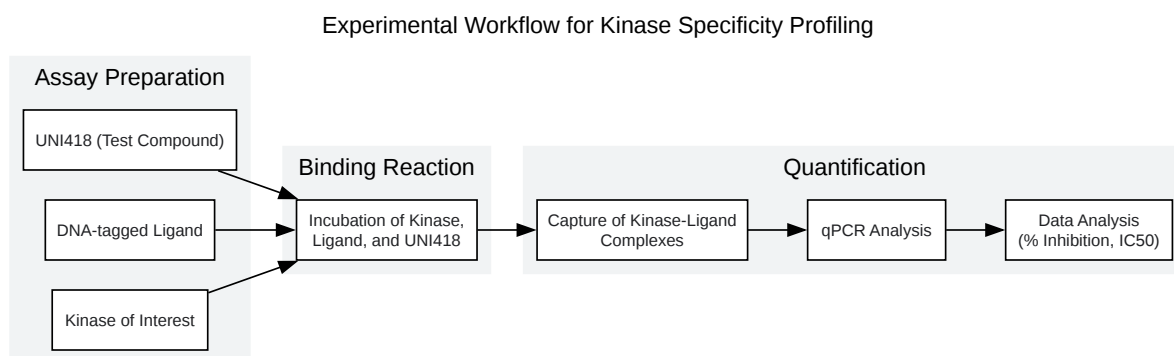 Experimental Workflow for Kinase Specificity Profiling
Assay Preparation
UNI418 (Test Compound)
DNA-tagged Ligand
Kinase of Interest
Binding Reaction
Incubation of Kinase,
Ligand, and UNI418
Quantification
Capture of Kinase-Ligand
Complexes
qPCR Analysis
Data Analysis
(% Inhibition, IC50)